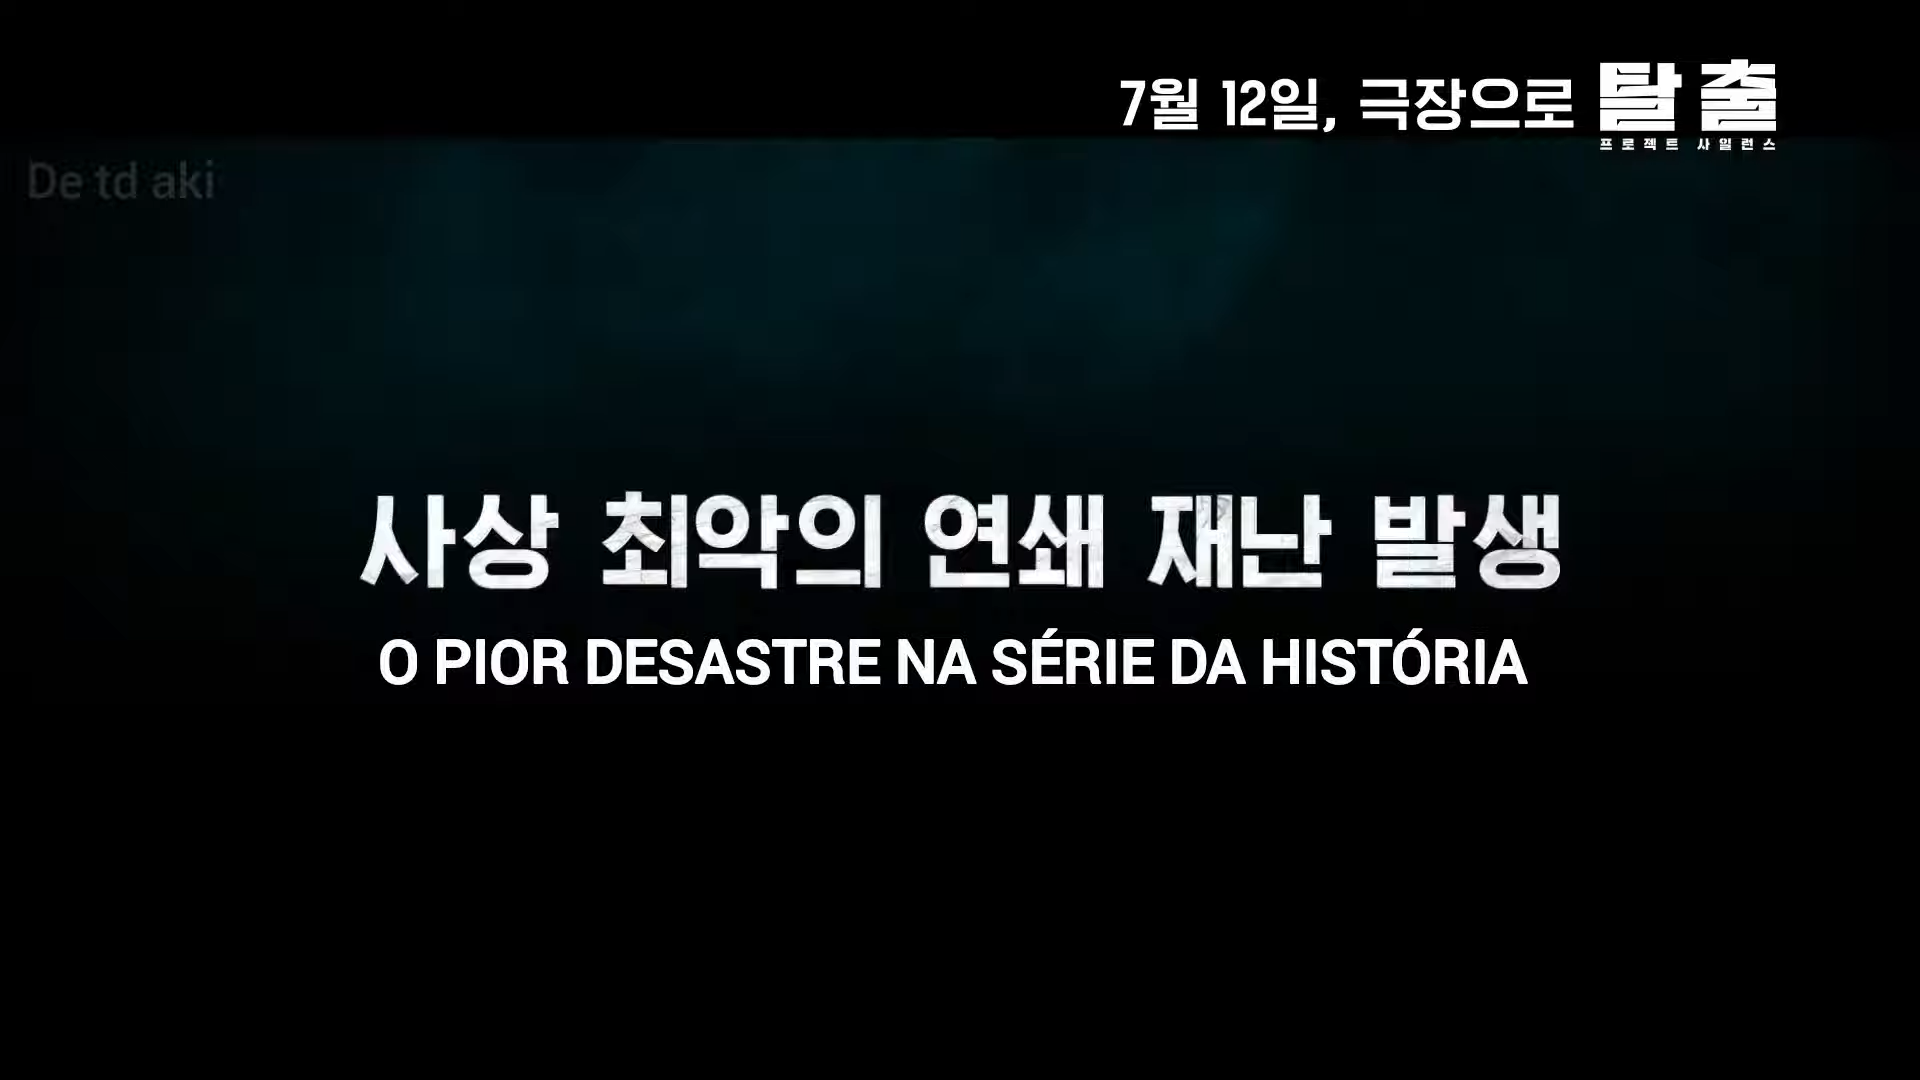 7월 12일, 극장으로 탈출
프로젝트 사일런스
De td aki
사상 최악의 연쇄 재난 발생
O PIOR DESASTRE NA SÉRIE DA HISTÓRIA